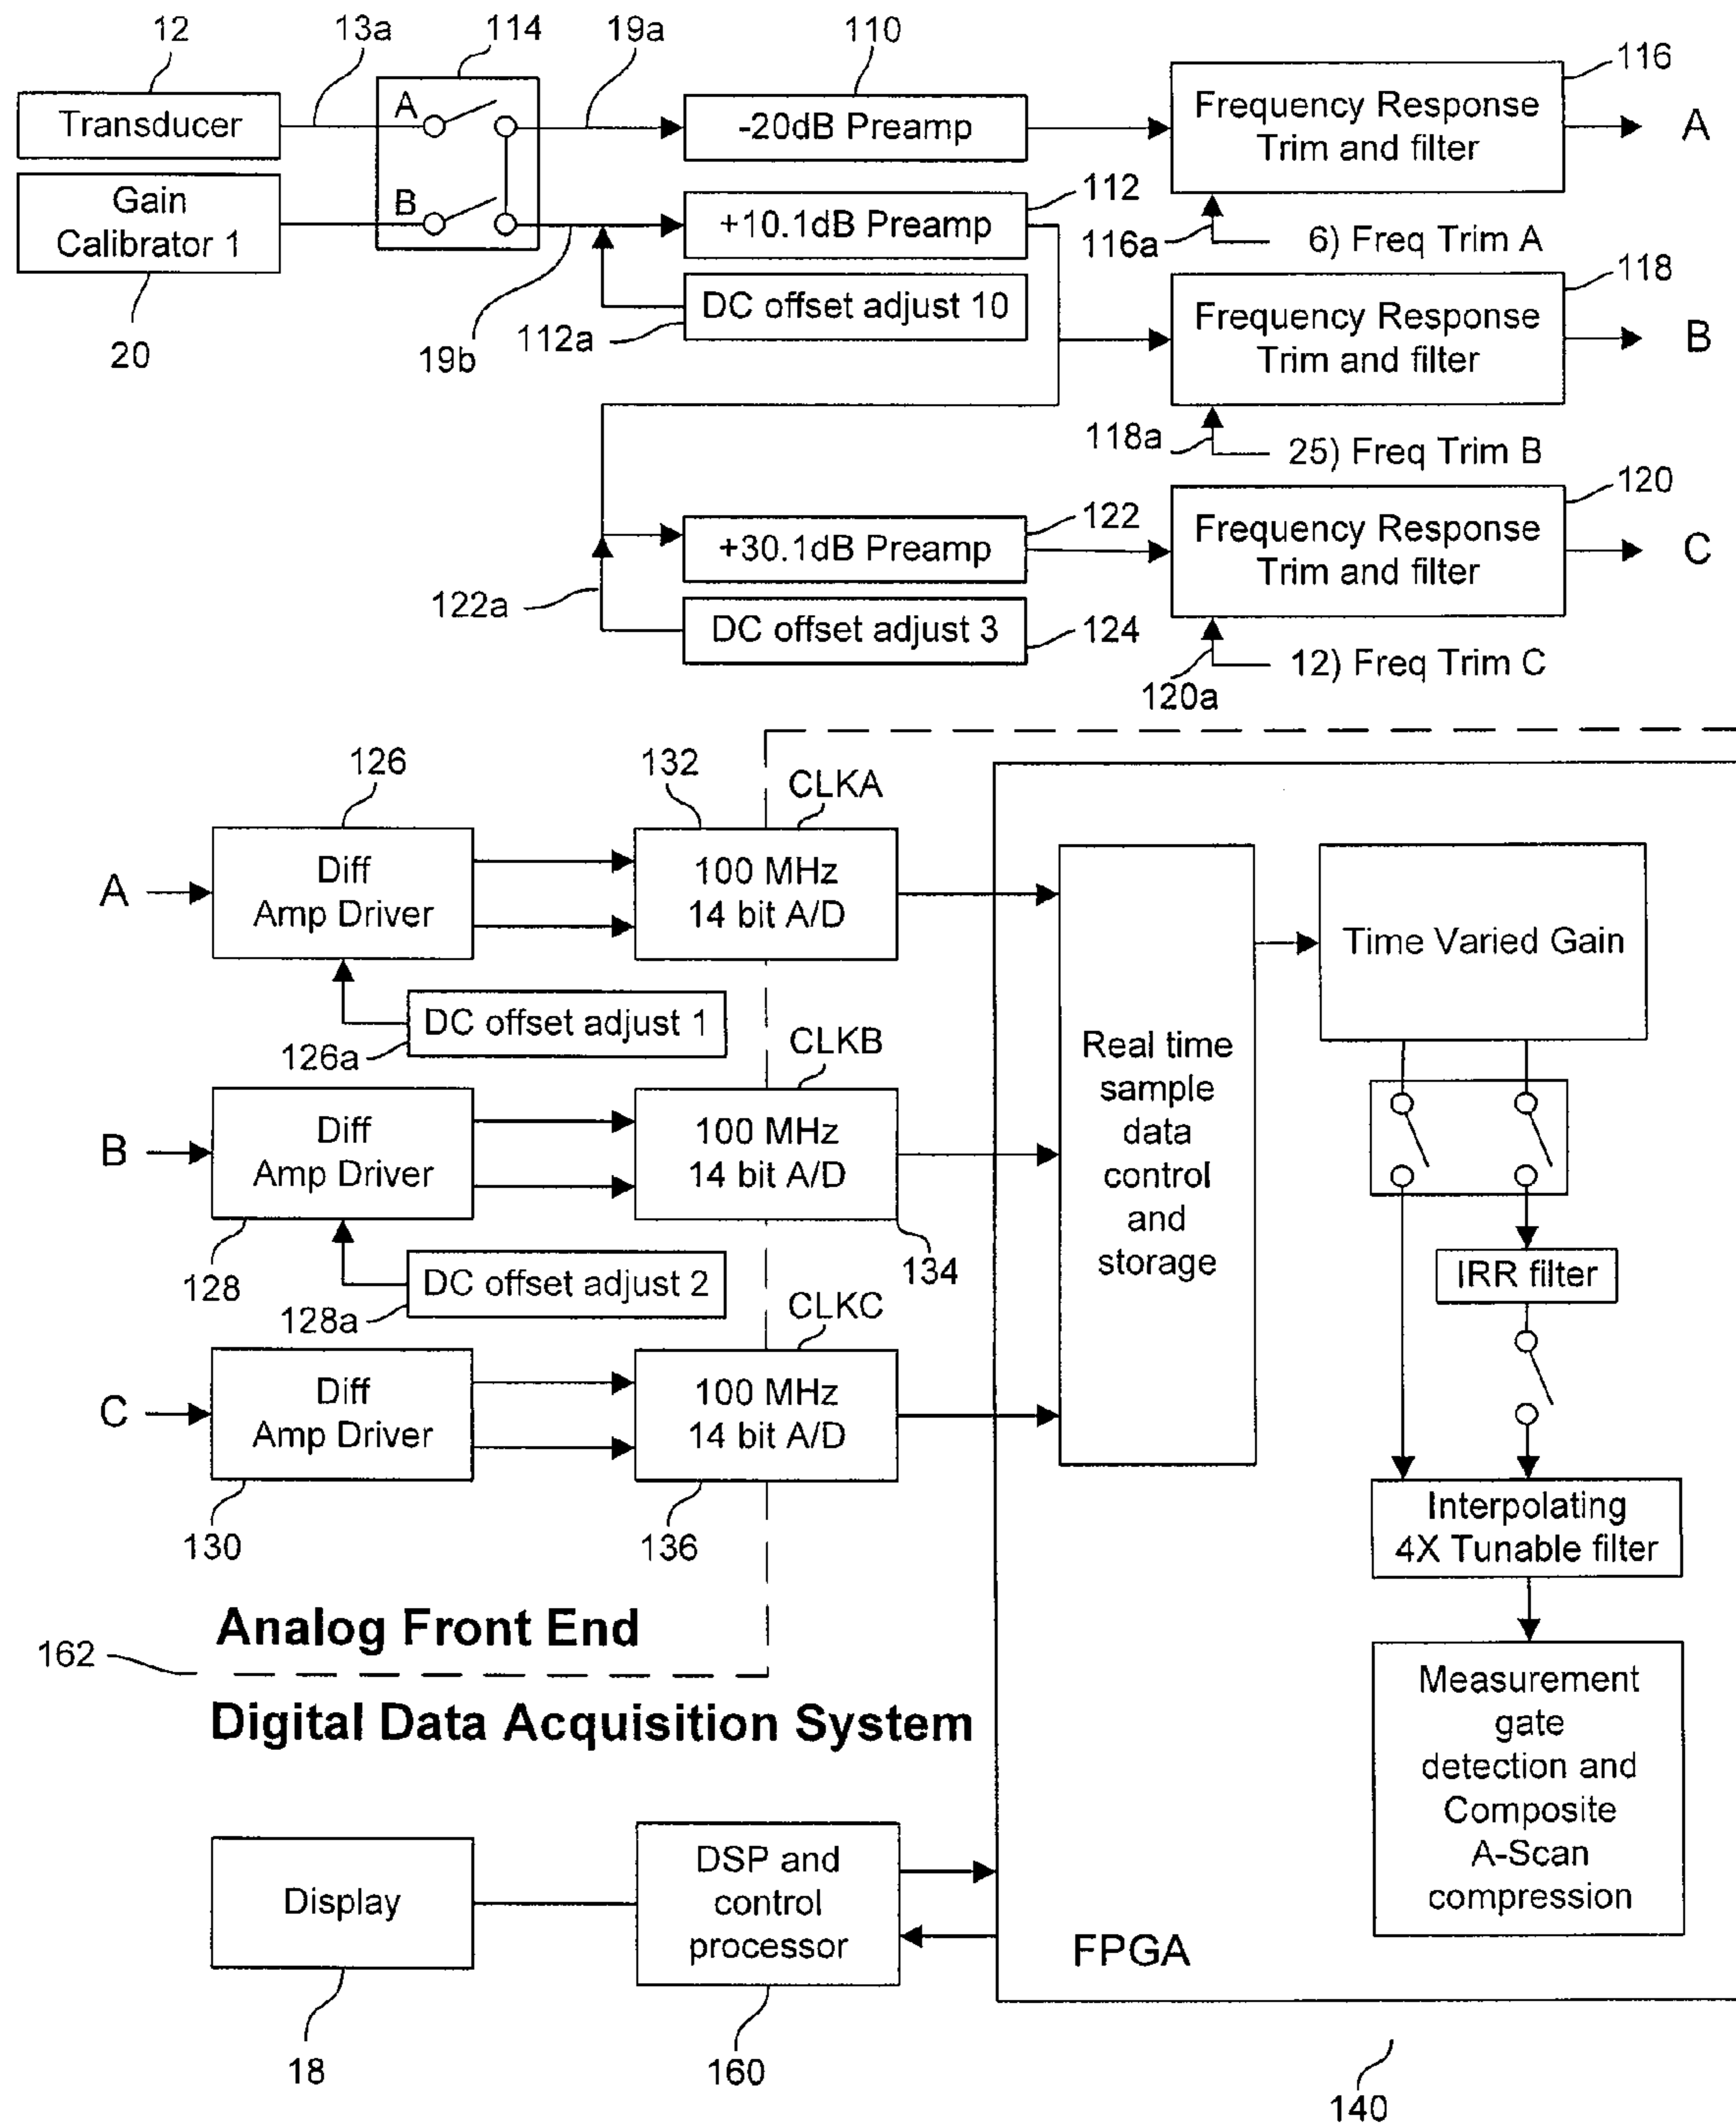 12
13a
114
19a
110
116
Transducer
A
-20dB Preamp
Frequency Response
Trim and filter
A
Gain
Calibrator 1
B
112
+10.1dB Preamp
116a
6) Freq Trim A
20
19b
112a
DC offset adjust 10
118
Frequency Response
Trim and filter
B
118a
25) Freq Trim B
122
+30.1dB Preamp
120
Frequency Response
Trim and filter
C
122a
DC offset adjust 3
124
120a
12) Freq Trim C
126
132
CLKA
A
Diff
Amp Driver
100 MHz
14 bit A/D
DC offset adjust 1
126a
CLKB
B
Diff
Amp Driver
100 MHz
14 bit A/D
128
DC offset adjust 2
128a
134
CLKC
C
Diff
Amp Driver
100 MHz
14 bit A/D
130
136
Real time
sample
data
control
and
storage
Time Varied Gain
IRR filter
Interpolating
4X Tunable filter
Measurement
gate
detection and
Composite
A-Scan
compression
Analog Front End
162
Digital Data Acquisition System
Display
DSP and
control
processor
FPGA
18
160
140